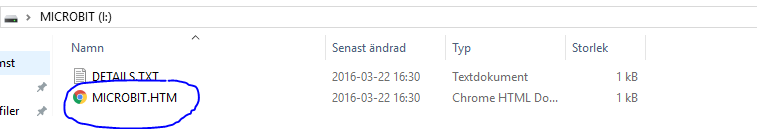 MICROBIT (I:)
Namn Senast ändrad Typ Storlek
mst
DETAILS.TXT 2016-03-22 16:30 Textdokument 1 kB
MICROBIT.HTM 2016-03-22 16:30 Chrome HTML Do... 1 kB
filer